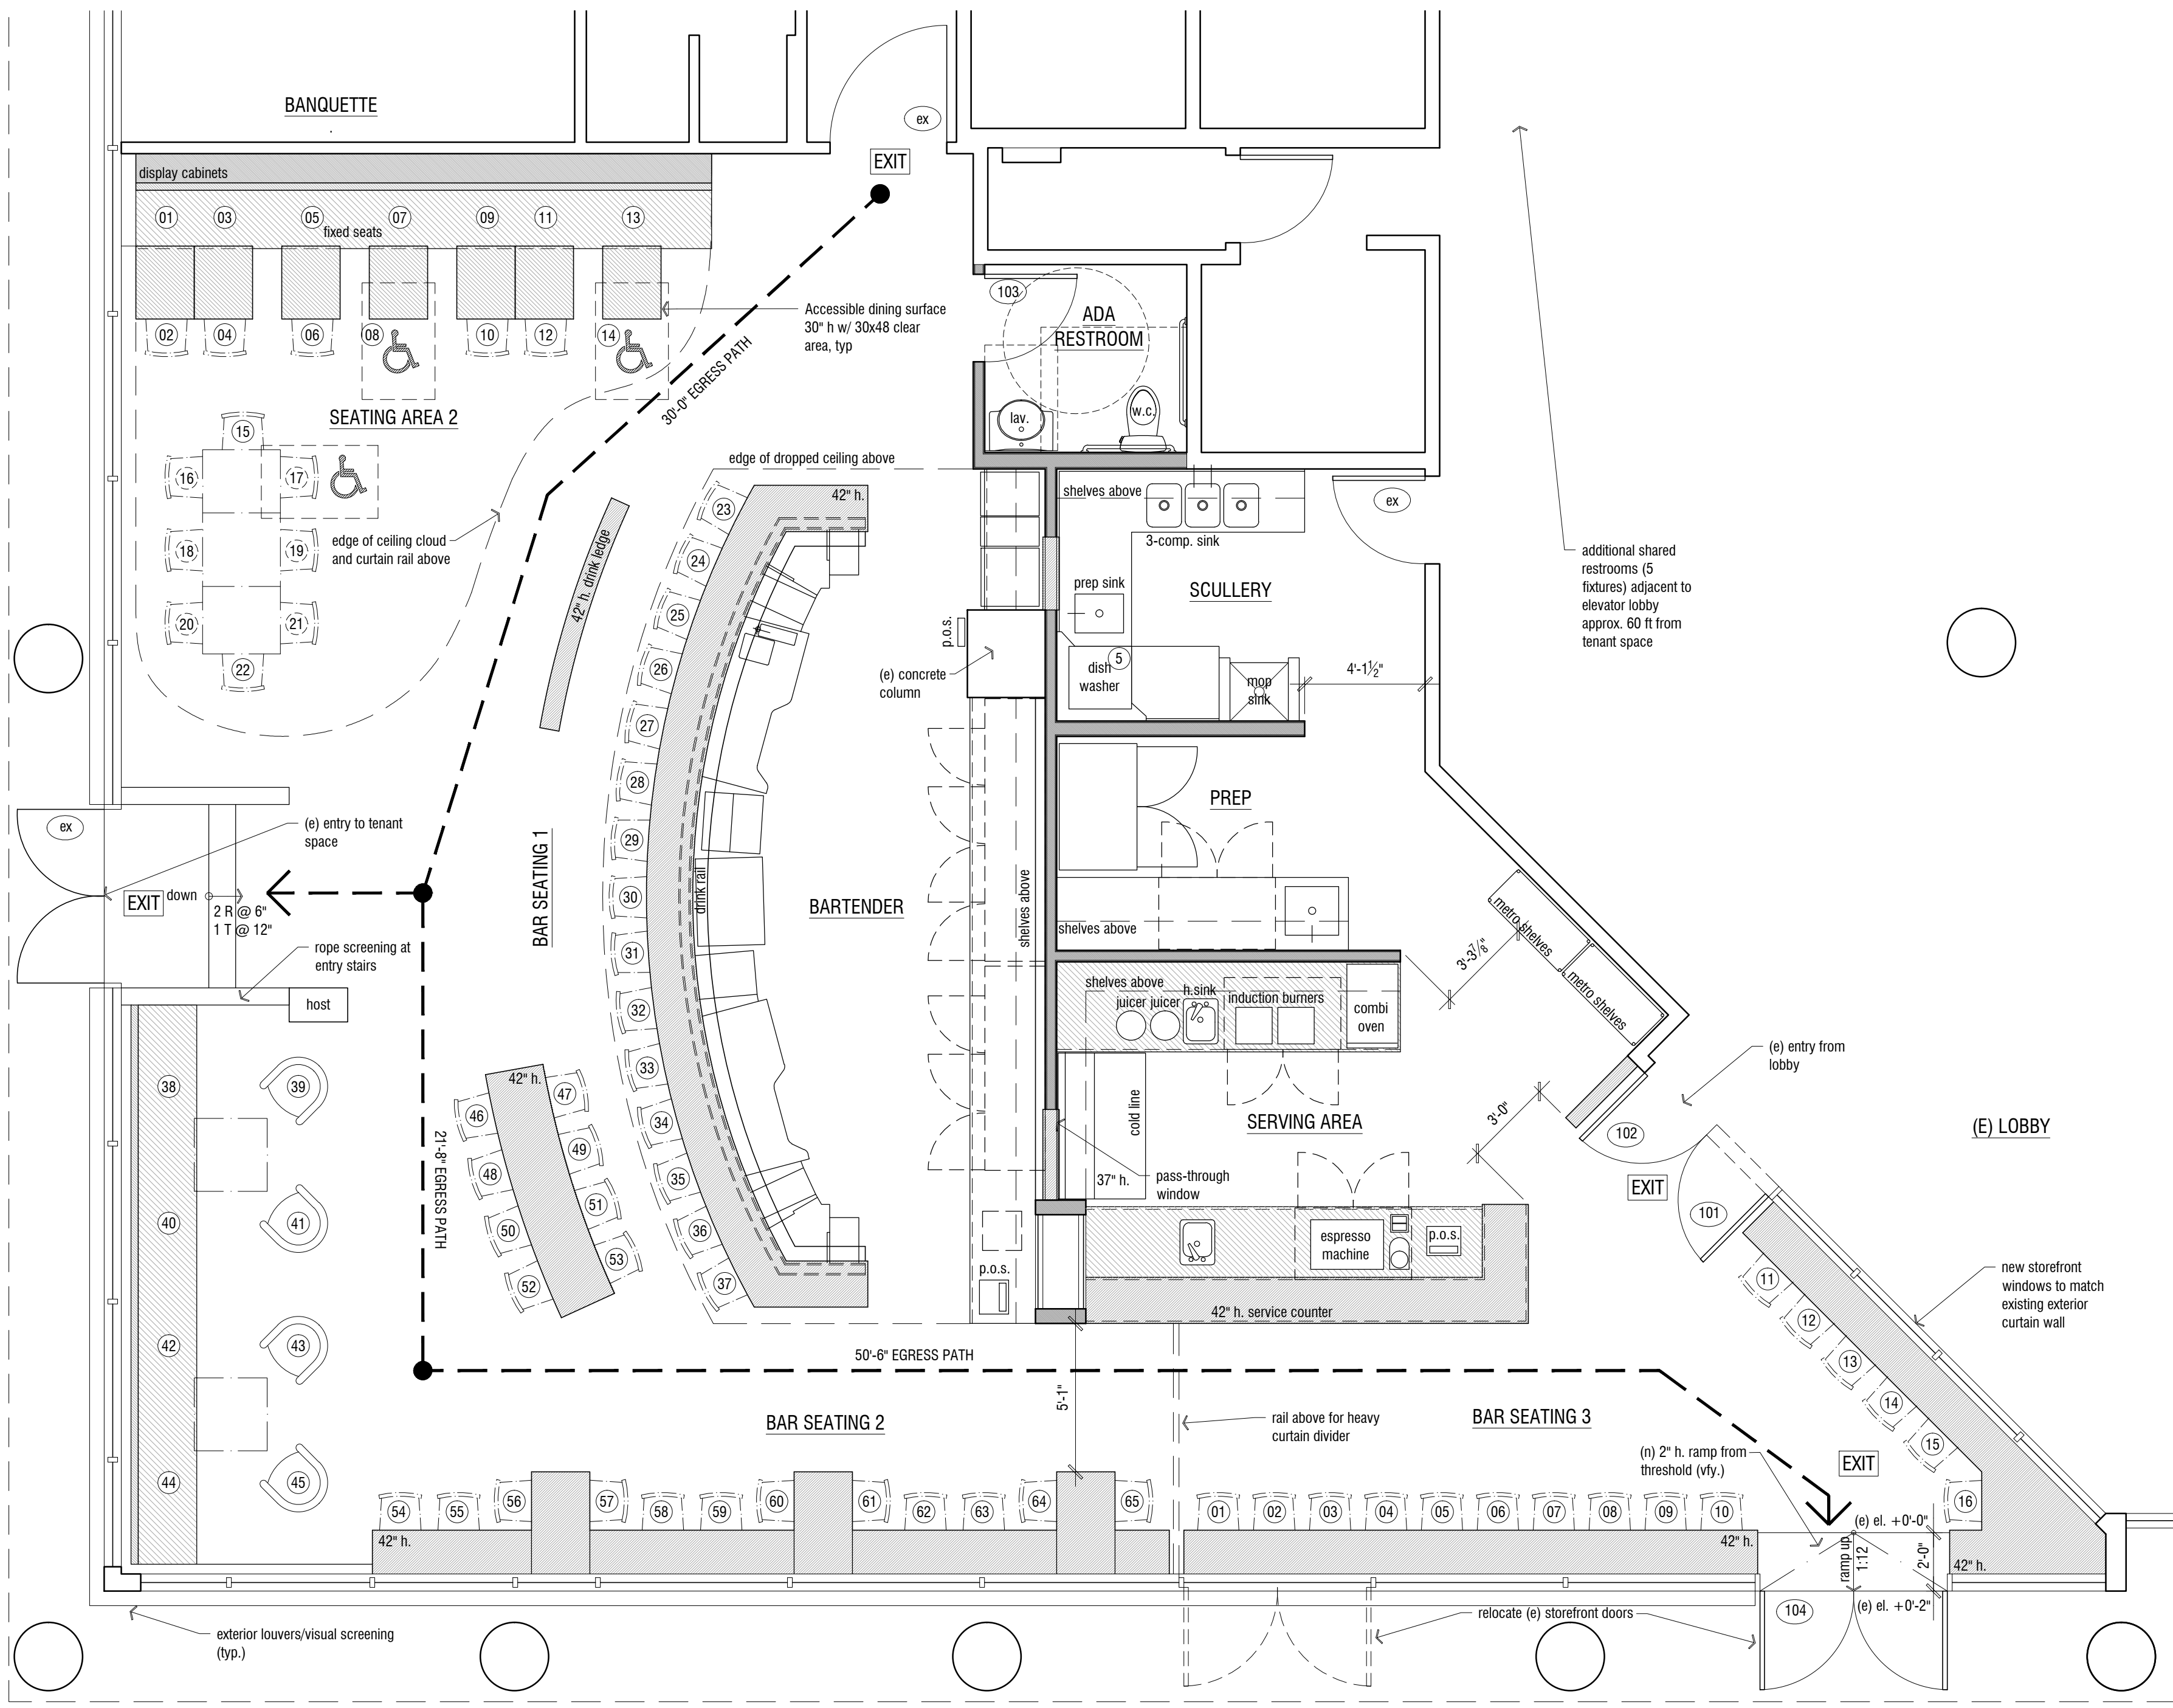 BANQUETTE
ex
EXIT
display cabinets
01
03
05
07
09
11
13
fixed seats
02
04
06
08
10
12
14
Accessible dining surface
30" h w/ 30x48 clear
area, typ
103
ADA
RESTROOM
lav.
w.c.
30'-0" EGRESS PATH
SEATING AREA 2
15
16
17
18
19
20
21
22
edge of ceiling cloud
and curtain rail above
edge of dropped ceiling above
42" h.
42" h. drink ledge
23
24
25
26
27
28
29
30
31
32
33
34
35
36
37
shelves above
3-comp. sink
prep sink
SCULLERY
ex
dish
washer
5
mop
sink
4'-1½"
p.o.s.
(e) concrete
column
additional shared
restrooms (5
fixtures) adjacent to
elevator lobby
approx. 60 ft from
tenant space
PREP
shelves above
ex
(e) entry to tenant
space
EXIT
down
2 R @ 6"
1 T @ 12"
rope screening at
entry stairs
host
BAR SEATING 1
drink rail
BARTENDER
shelves above
metro shelves
metro shelves
3'-3⅞"
shelves above
juicer
juicer
h.sink
induction burners
combi
oven
cold line
37" h.
SERVING AREA
pass-through
window
3'-0"
(e) entry from
lobby
102
EXIT
101
(E) LOBBY
38
39
40
41
42
43
44
45
21'-8" EGRESS PATH
42" h.
46
47
48
49
50
51
52
53
p.o.s.
espresso
machine
p.o.s.
42" h. service counter
new storefront
windows to match
existing exterior
curtain wall
11
12
13
14
15
16
50'-6" EGRESS PATH
5'-1"
BAR SEATING 2
rail above for heavy
curtain divider
BAR SEATING 3
(n) 2" h. ramp from
threshold (vfy.)
EXIT
54
55
56
57
58
59
60
61
62
63
64
65
42" h.
01
02
03
04
05
06
07
08
09
10
42" h.
(e) el. +0'-0"
ramp up
1:12
2'-0"
42" h.
(e) el. +0'-2"
104
relocate (e) storefront doors
exterior louvers/visual screening
(typ.)